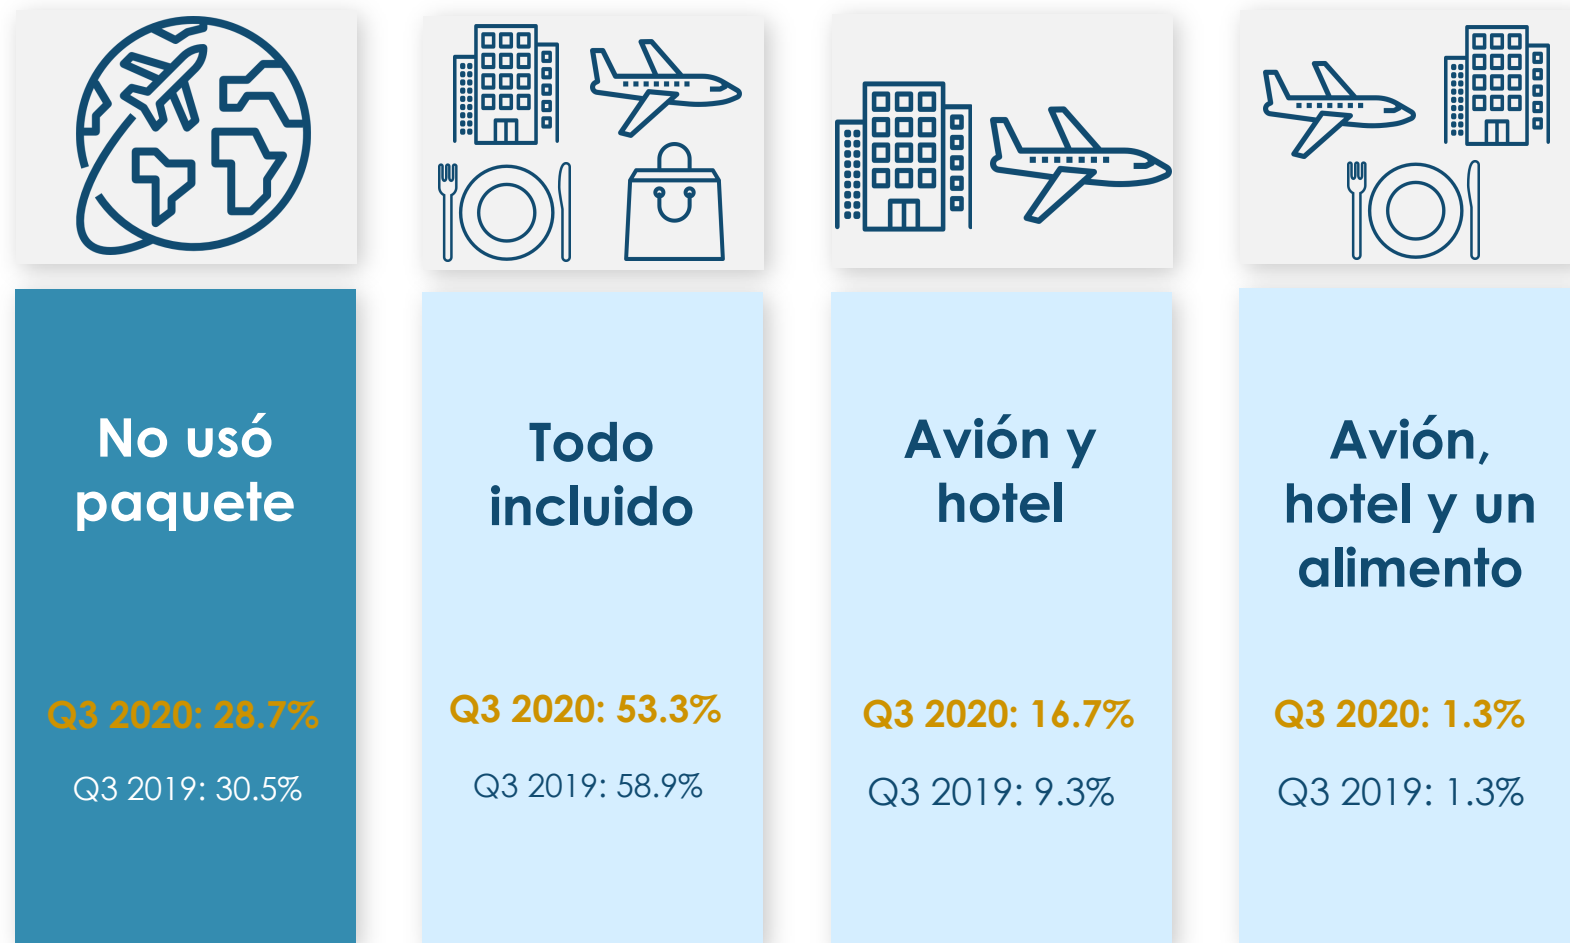 No usó
paquete
Q3 2020: 28.7%
Q3 2019: 30.5%
Todo
incluido
Q3 2020: 53.3%
Q3 2019: 58.9%
Avión y
hotel
Q3 2020: 16.7%
Q3 2019: 9.3%
Avión,
hotel y un
alimento
Q3 2020: 1.3%
Q3 2019: 1.3%